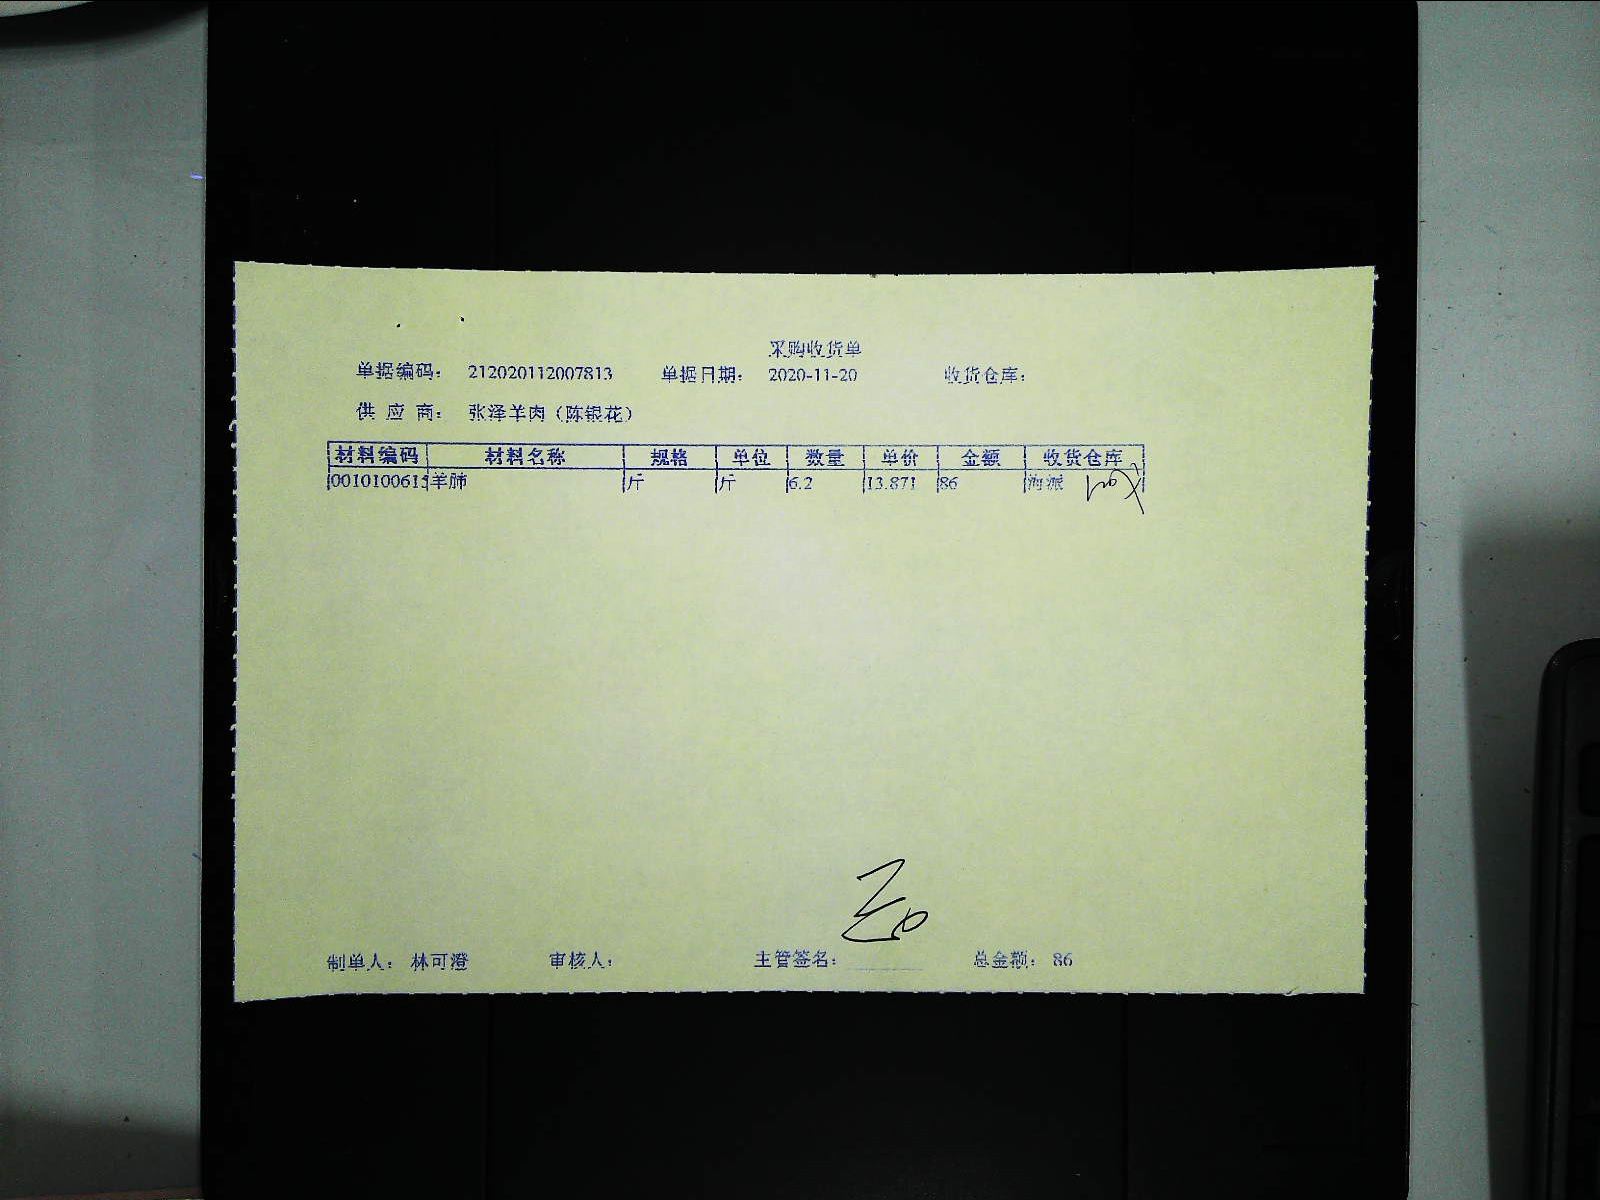 采购收货单
单据编码： 212020112007813 单据日期： 2020-11-20 收货仓库：
供 应 商： 张泽羊肉（陈银花）
材料编码 材料名称 规格 单位 数量 单价 金额 收货仓库
0010100615 羊肺 斤 斤 6.2 13.871 86 海派
制单人： 林可澄 审核人： 主管签名： 总金额： 86